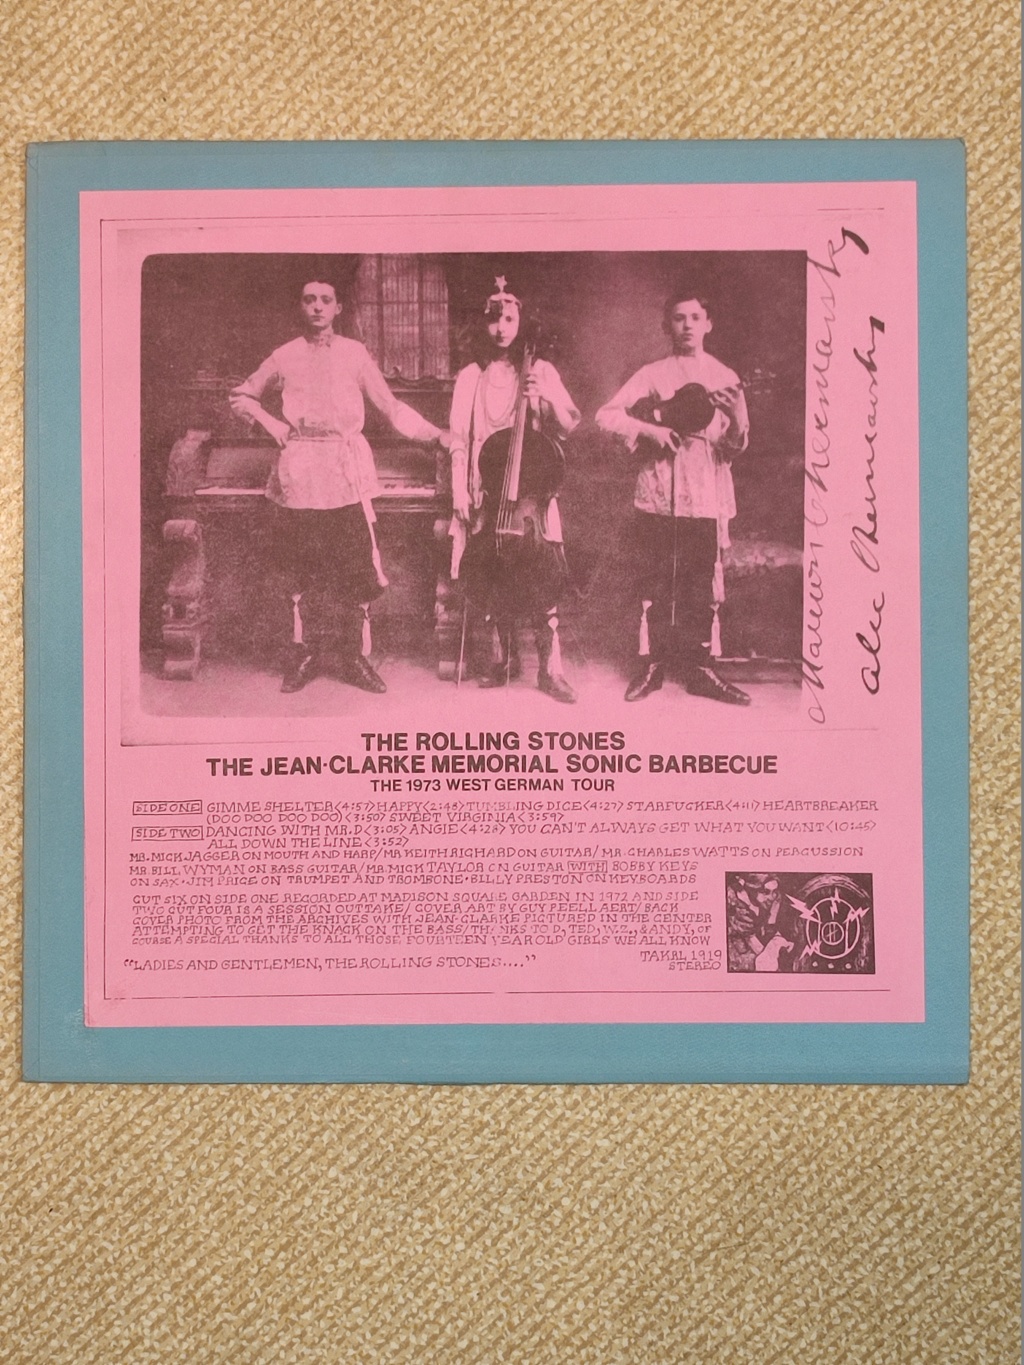 Alec Cherniavsky
THE ROLLING STONES
THE JEAN·CLARKE MEMORIAL SONIC BARBECUE
THE 1973 WEST GERMAN TOUR
SIDE ONE GIMME SHELTER<4:57> HAPPY<2:48> TUMBLING DICE<4:27> STARFUCKER<4:11> HEARTBREAKER
(DOO DOO DOO DOO) <3:50> SWEET VIRGINIA<3:59>
SIDE TWO DANCING WITH MR.D<3:05> ANGIE<4:28> YOU CAN'T ALWAYS GET WHAT YOU WANT<10:45>
ALL DOWN THE LINE<3:52>
MR.MICK JAGGER ON MOUTH AND HARP/MR KEITH RICHARD ON GUITAR/MR.CHARLES WATTS ON PERCUSSION
MR.BILL WYMAN ON BASS GUITAR/MR.MICK TAYLOR ON GUITAR WITH BOBBY KEYS
ON SAX·JIM PRICE ON TRUMPET AND TROMBONE·BILLY PRESTON ON KEYBOARDS
CUT SIX ON SIDE ONE RECORDED AT MADISON SQUARE GARDEN IN 1972 AND SIDE
TWO CUT FOUR IS A SESSION OUTTAKE/COVER ART BY GUY PEELLAERT/BACK
COVER PHOTO FROM THE ARCHIVES WITH JEAN-CLARKE PICTURED IN THE CENTER
ATTEMPTING TO GET THE KNACK ON THE BASS/THANKS TO D, TED, W.Z., & ANDY, OF
COURSE A SPECIAL THANKS TO ALL THOSE FOURTEEN YEAR OLD GIRLS WE ALL KNOW
"LADIES AND GENTLEMEN, THE ROLLING STONES...."
TAKRL 1919
STEREO